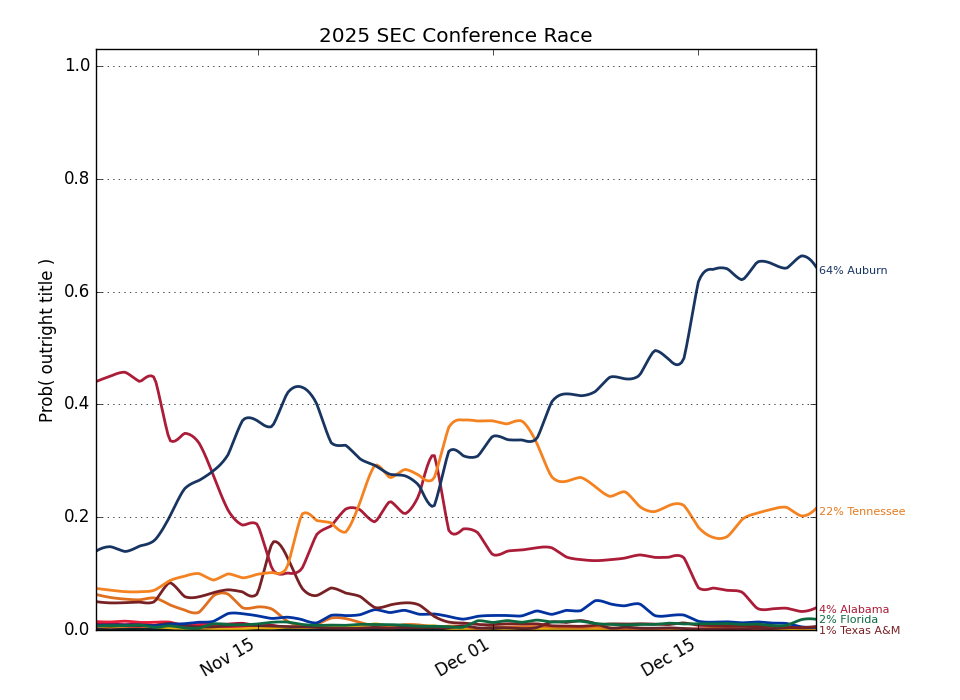 2025 SEC Conference Race
Prob( outright title )
1.0
0.8
0.6
0.4
0.2
0.0
64% Auburn
22% Tennessee
4% Alabama
2% Florida
1% Texas A&M
Nov 15
Dec 01
Dec 15